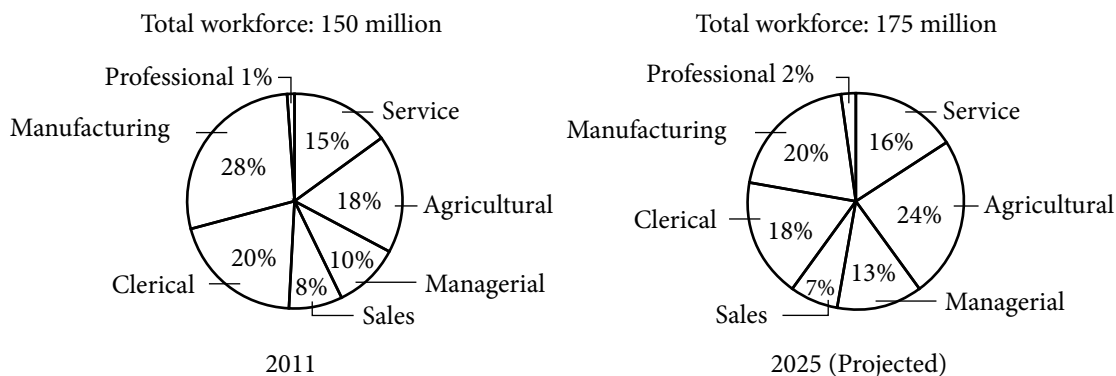 Total workforce: 150 million
Professional 1%
Service
Manufacturing
15%
28%
18%
Agricultural
20%
10%
Clerical
8%
Managerial
Sales
2011
Total workforce: 175 million
Professional 2%
Service
Manufacturing
16%
20%
24%
Agricultural
Clerical
18%
13%
7%
Managerial
Sales
2025 (Projected)